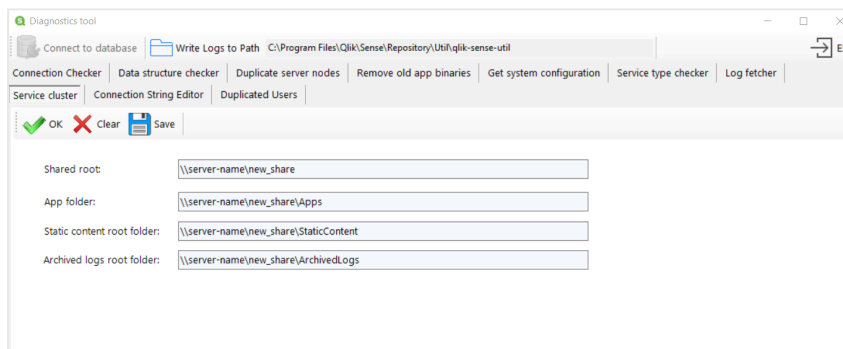 Diagnostics tool
Connect to database Write Logs to Path C:\Program Files\Qlik\Sense\Repository\Util\qlik-sense-util
Connection Checker Data structure checker Duplicate server nodes Remove old app binaries Get system configuration Service type checker Log fetcher
Service cluster Connection String Editor Duplicated Users
OK Clear Save
Shared root: \\server-name\new_share
App folder: \\server-name\new_share\Apps
Static content root folder: \\server-name\new_share\StaticContent
Archived logs root folder: \\server-name\new_share\ArchivedLogs